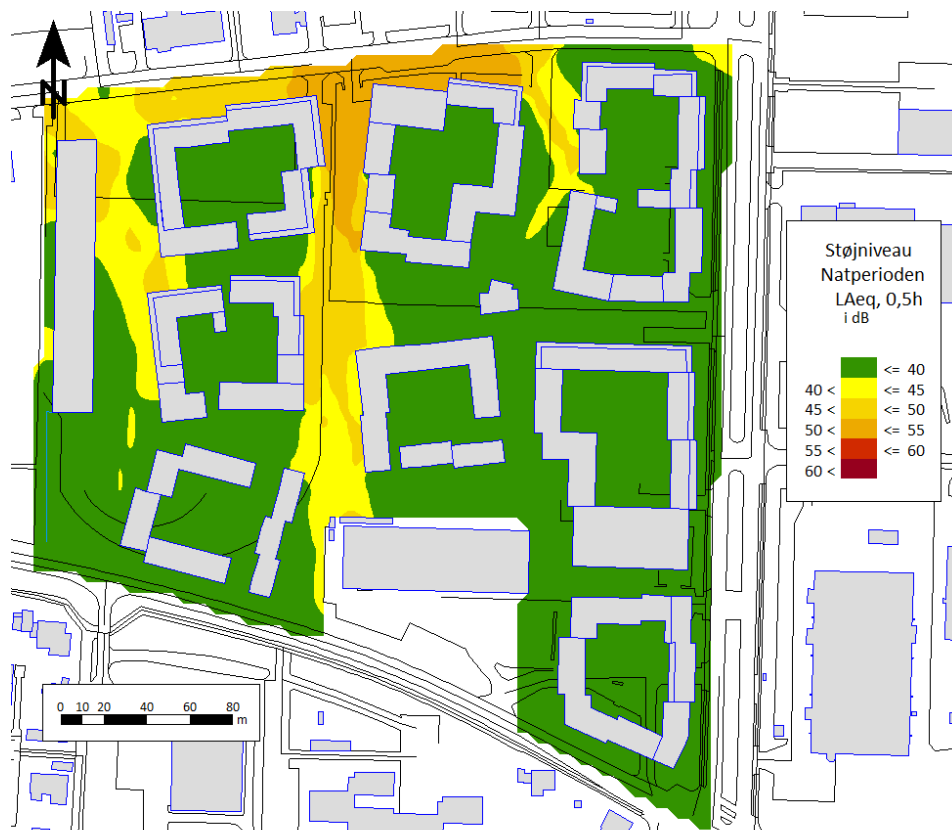 N
Støjniveau
Natperioden
LAeq, 0,5h
i dB
<= 40
40 < <= 45
45 < <= 50
50 < <= 55
55 < <= 60
60 <
0 10 20 40 60 80
m